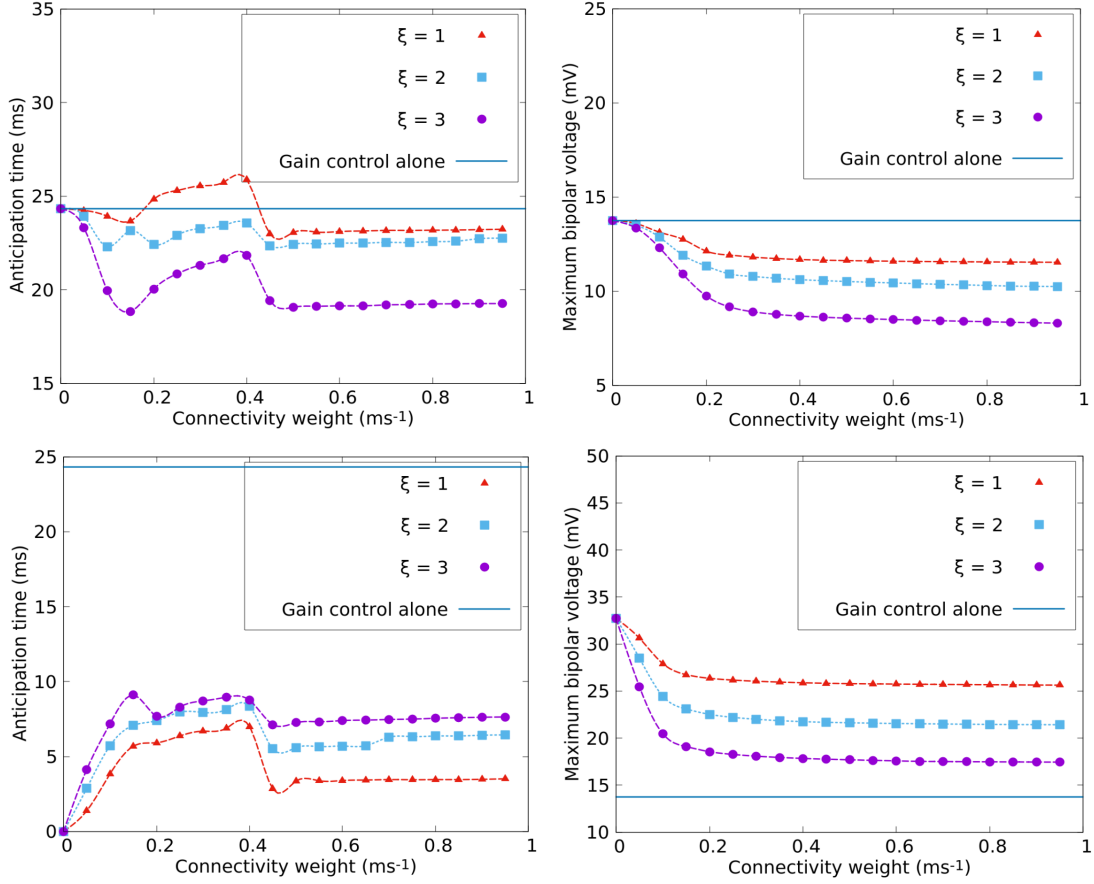 35
30
25
20
15
Anticipation time (ms)
ξ = 1
ξ = 2
ξ = 3
Gain control alone
0 0.2 0.4 0.6 0.8 1
Connectivity weight (ms-1)
25
20
15
10
5
Maximum bipolar voltage (mV)
ξ = 1
ξ = 2
ξ = 3
Gain control alone
0 0.2 0.4 0.6 0.8 1
Connectivity weight (ms-1)
25
20
15
10
5
0
Anticipation time (ms)
ξ = 1
ξ = 2
ξ = 3
Gain control alone
0 0.2 0.4 0.6 0.8 1
Connectivity weight (ms-1)
50
45
40
35
30
25
20
15
10
Maximum bipolar voltage (mV)
ξ = 1
ξ = 2
ξ = 3
Gain control alone
0 0.2 0.4 0.6 0.8 1
Connectivity weight (ms-1)